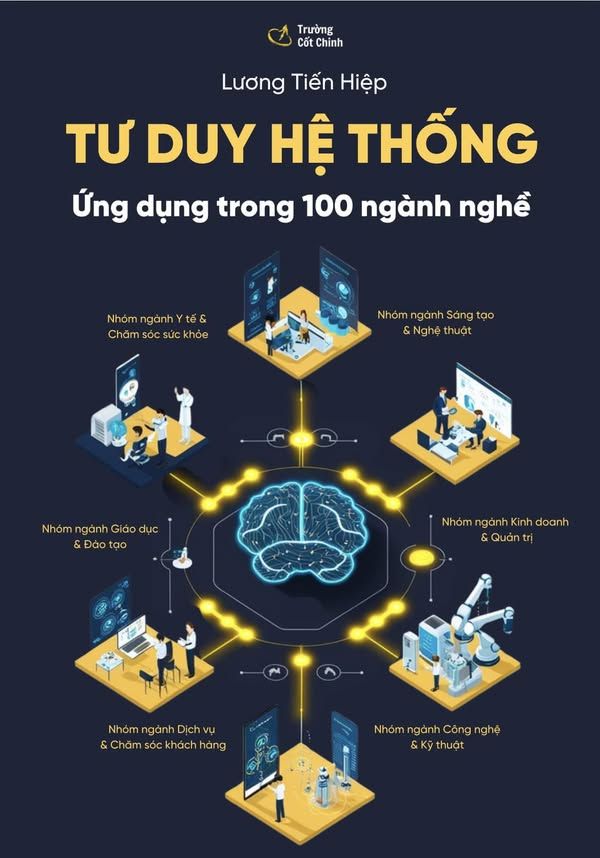 Trường
Cốt Chinh
Lương Tiến Hiệp
TƯ DUY HỆ THỐNG
Ứng dụng trong 100 ngành nghề
Nhóm ngành Y tế &
Chăm sóc sức khỏe
Nhóm ngành Sáng tạo
& Nghệ thuật
Nhóm ngành Giáo dục
& Đào tạo
Nhóm ngành Kinh doanh
& Quản trị
Nhóm ngành Dịch vụ
& Chăm sóc khách hàng
Nhóm ngành Công nghệ
& Kỹ thuật